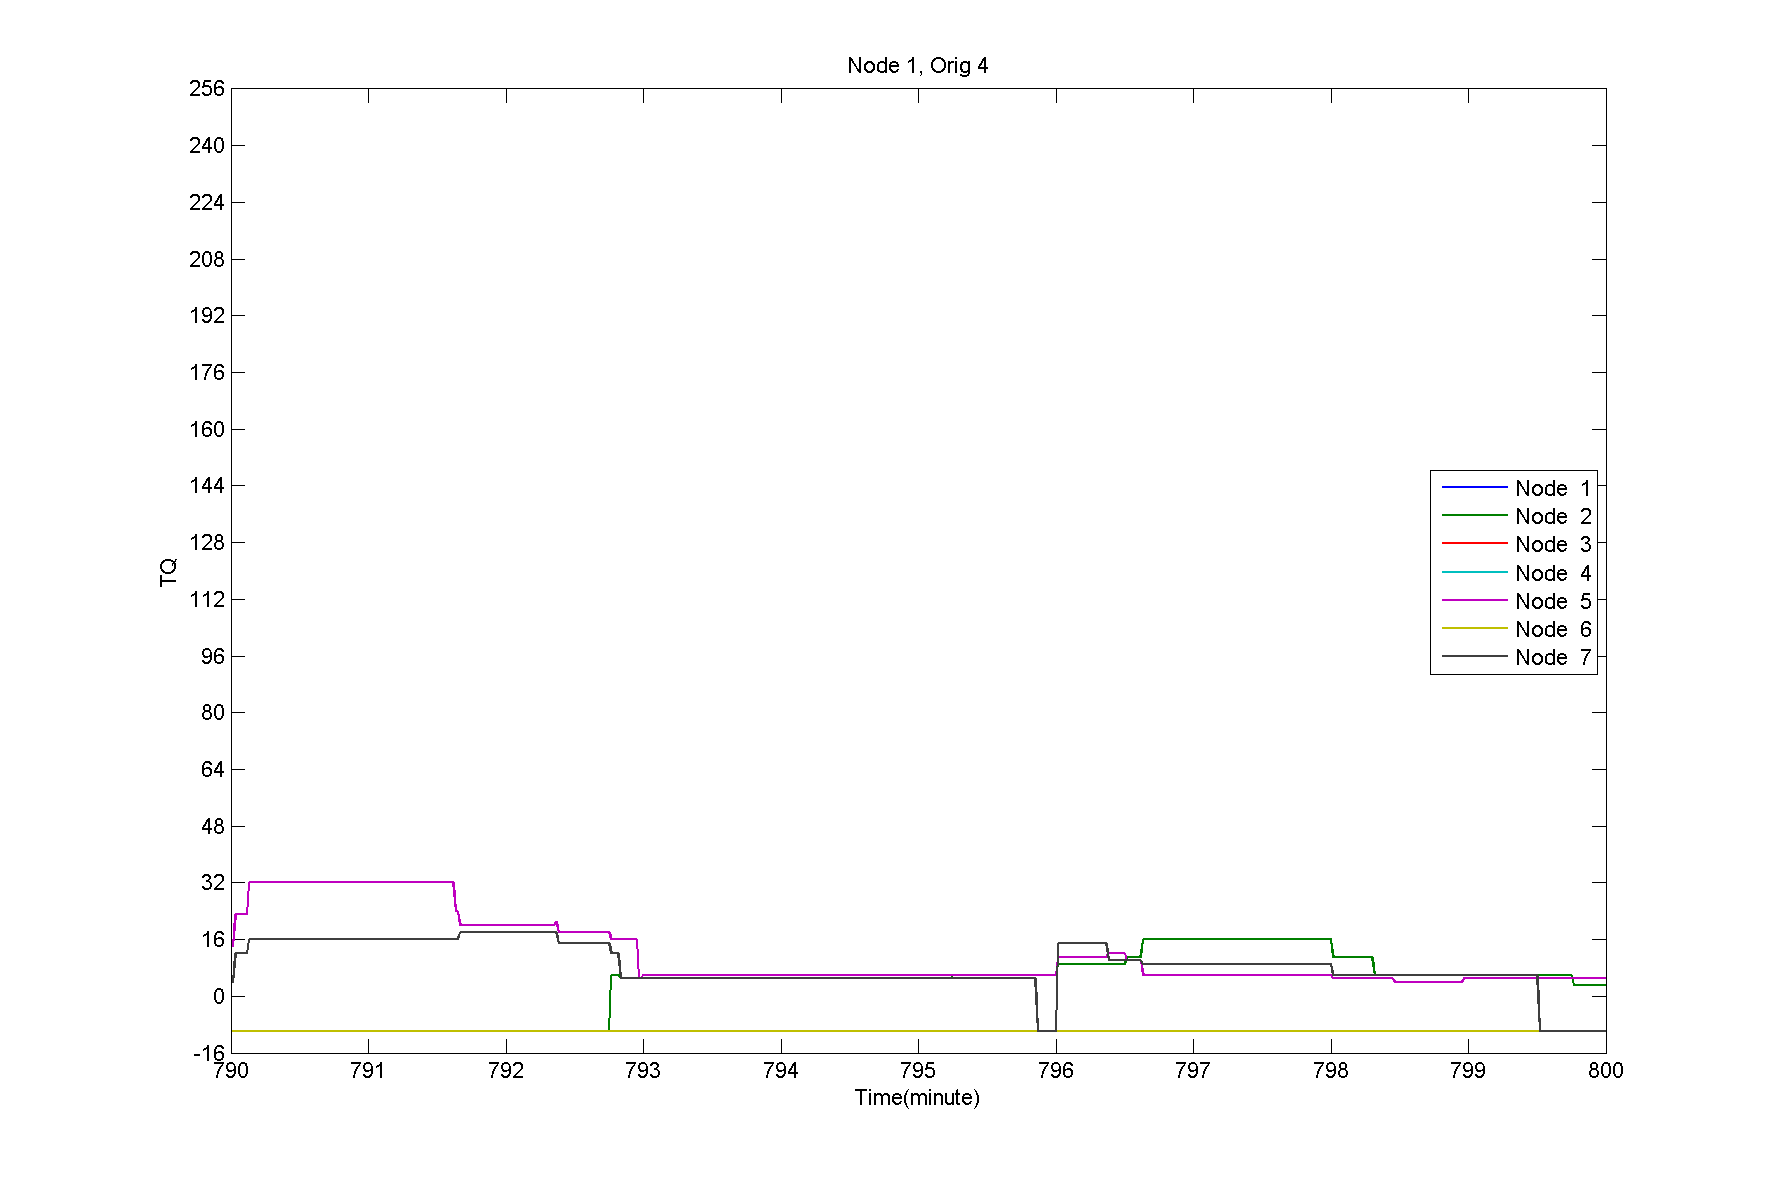 Node 1, Orig 4
256
240
224
208
192
176
160
144
128
112
96
80
64
48
32
16
0
-16
TQ
Node 1
Node 2
Node 3
Node 4
Node 5
Node 6
Node 7
790 791 792 793 794 795 796 797 798 799 800
Time(minute)